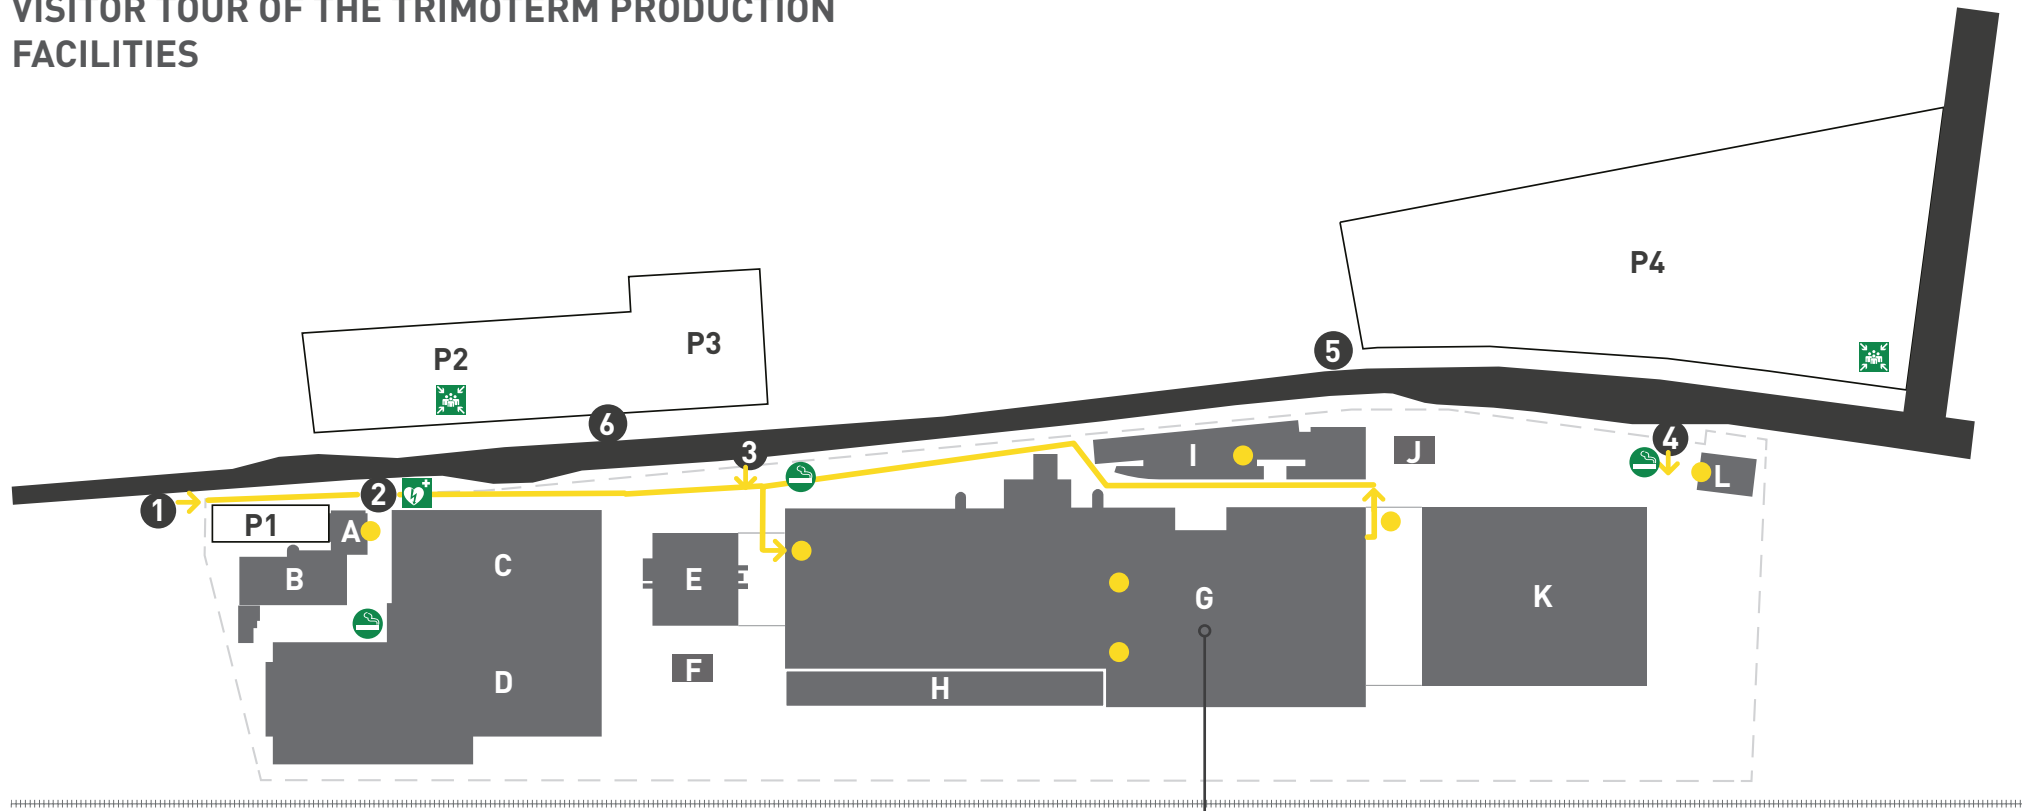 VISITOR TOUR OF THE TRIMOTERM PRODUCTION
FACILITIES
P4
P3
P2
5
6
4
3
I
J
L
2
1
P1
A
C
B
E
G
K
F
D
H